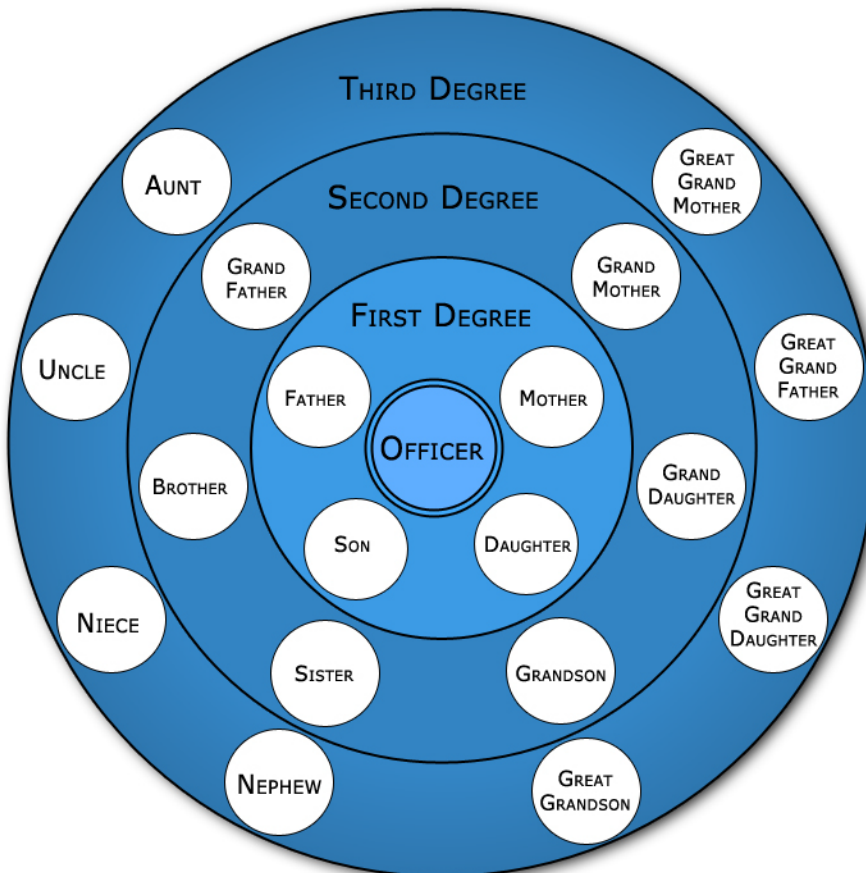 Third Degree
Aunt
Great
Grand
Mother
Second Degree
Grand
Father
Grand
Mother
First Degree
Uncle
Great
Grand
Father
Father
Mother
Officer
Brother
Grand
Daughter
Son
Daughter
Niece
Great
Grand
Daughter
Sister
Grandson
Nephew
Great
Grandson